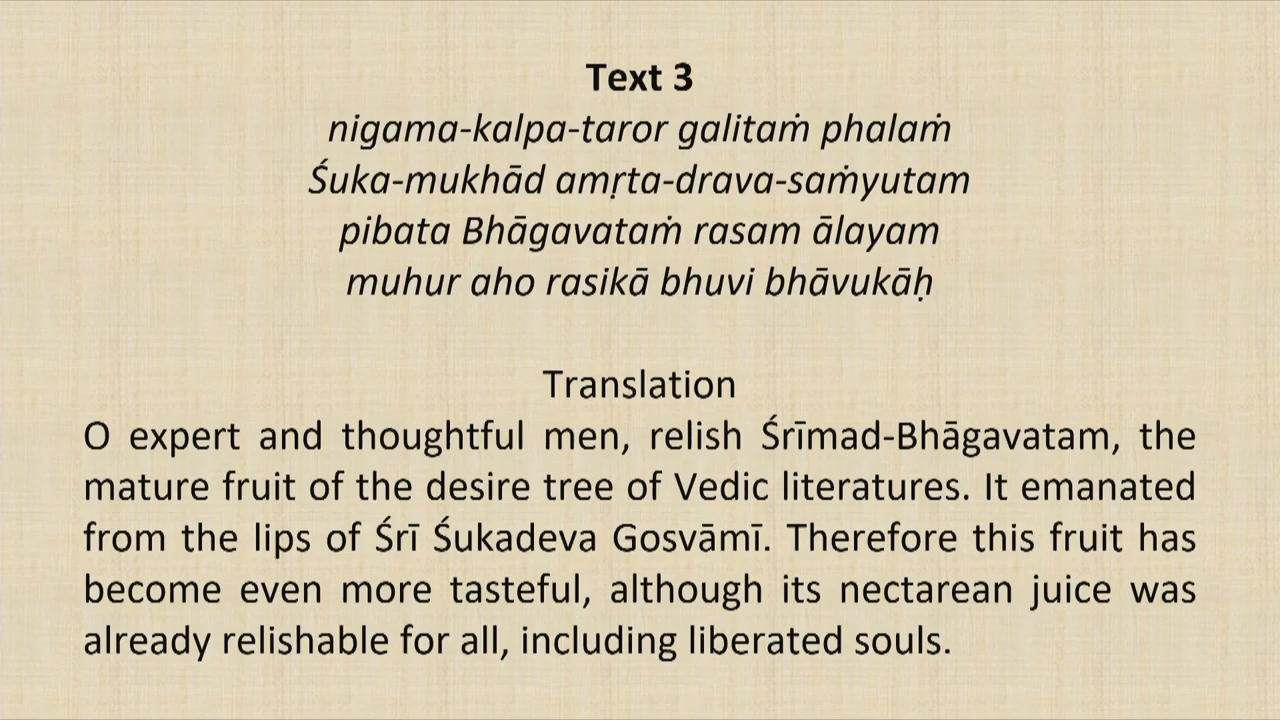 Text 3
nigama-kalpa-taror galitaṁ phalaṁ
Śuka-mukhād amṛta-drava-saṁyutam
pibata Bhāgavataṁ rasam ālayam
muhur aho rasikā bhuvi bhāvukāḥ
Translation
O expert and thoughtful men, relish Śrīmad-Bhāgavatam, the
mature fruit of the desire tree of Vedic literatures. It emanated
from the lips of Śrī Śukadeva Gosvāmī. Therefore this fruit has
become even more tasteful, although its nectarean juice was
already relishable for all, including liberated souls.